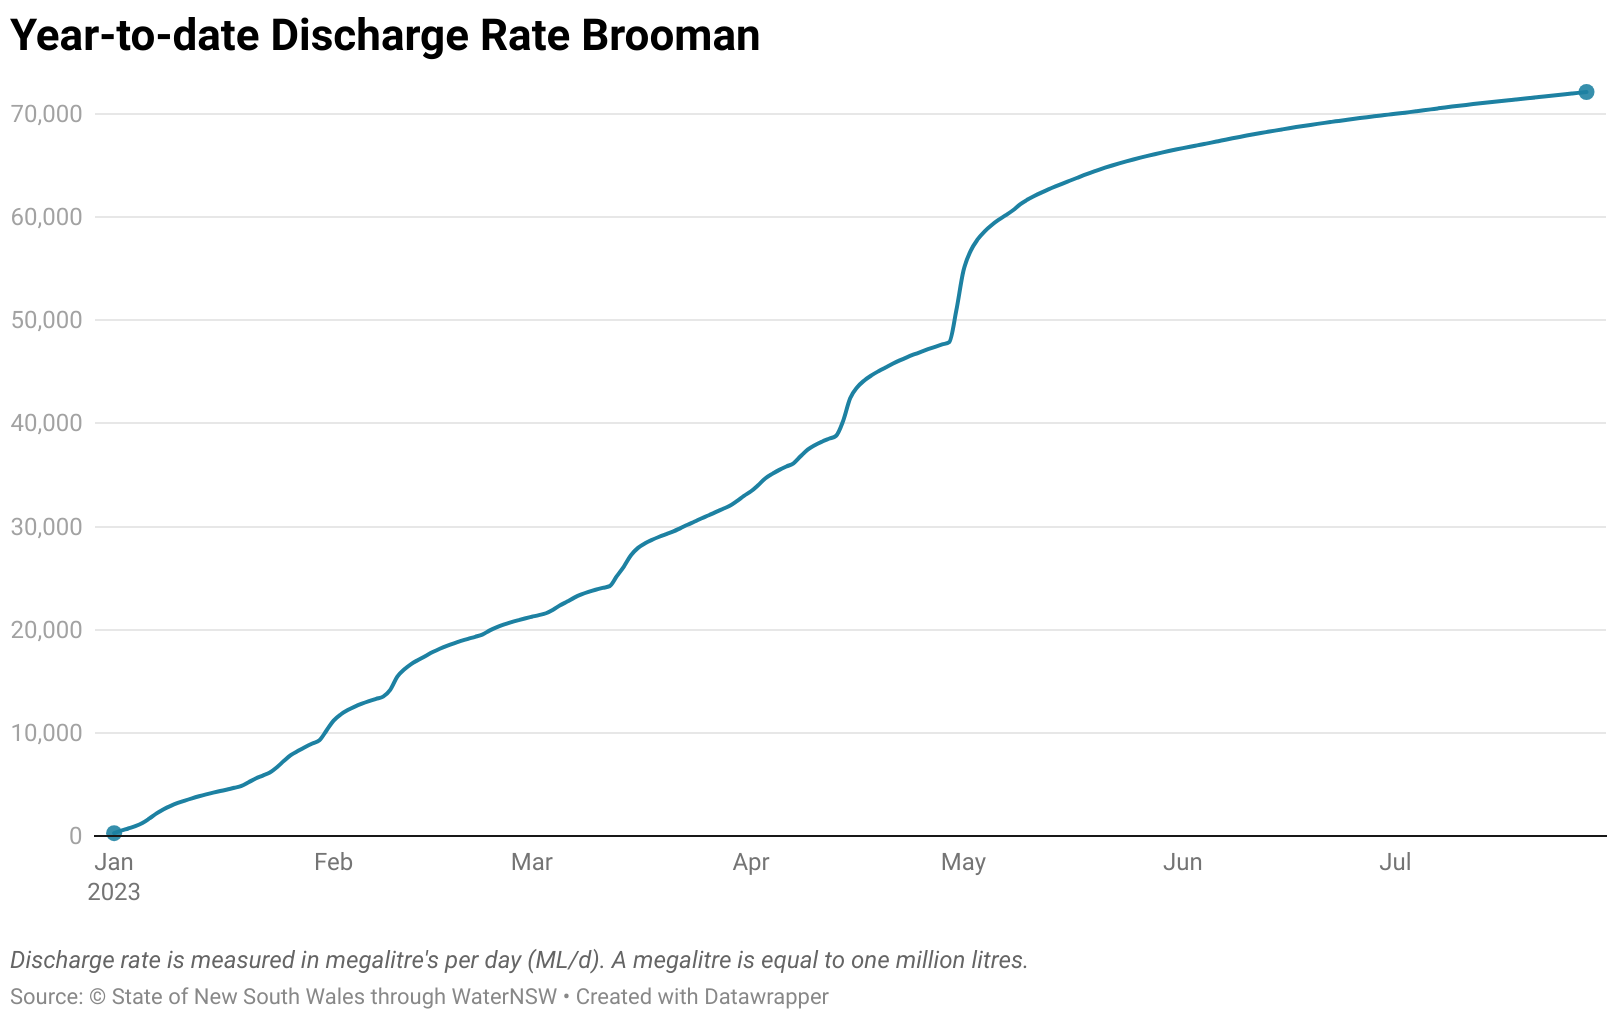 Year-to-date Discharge Rate Brooman
70,000
60,000
50,000
40,000
30,000
20,000
10,000
0
Jan Feb Mar Apr May Jun Jul
2023
Discharge rate is measured in megalitre's per day (ML/d). A megalitre is equal to one million litres.
Source: © State of New South Wales through WaterNSW • Created with Datawrapper